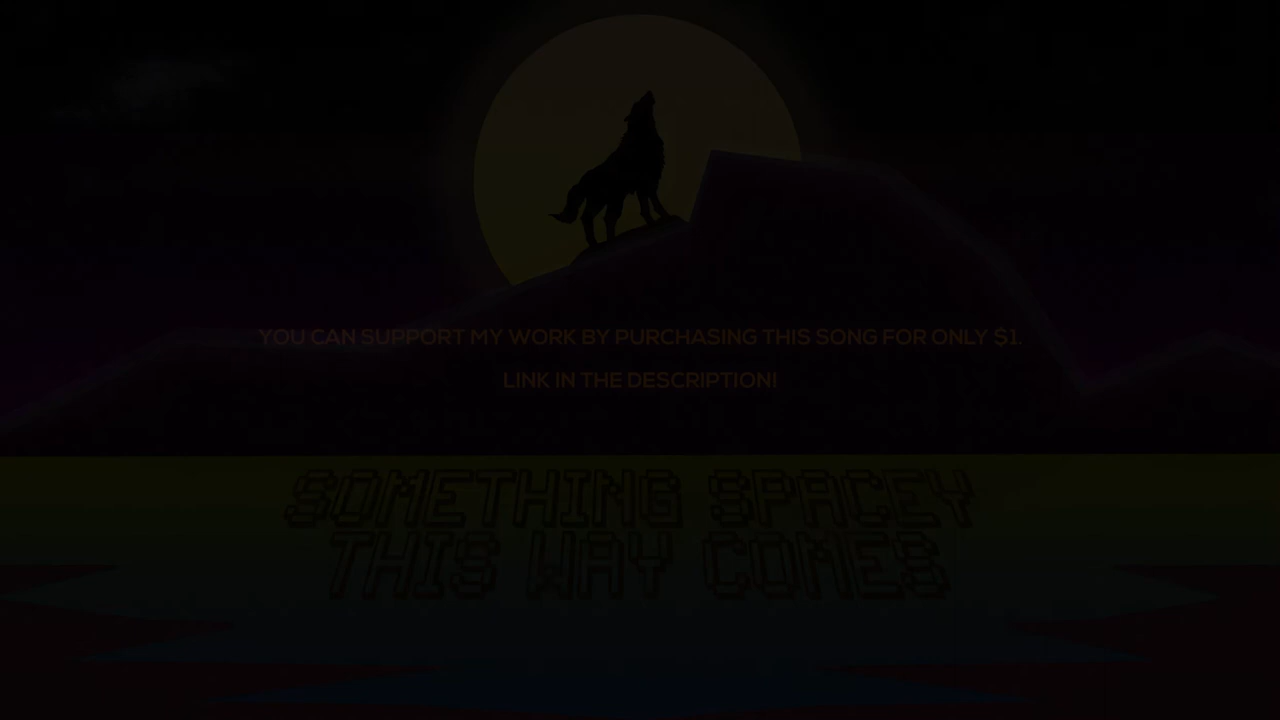 YOU CAN SUPPORT MY WORK BY PURCHASING THIS SONG FOR ONLY $1.
LINK IN THE DESCRIPTION!
SOMETHING SPACEY
THIS WAY COMES